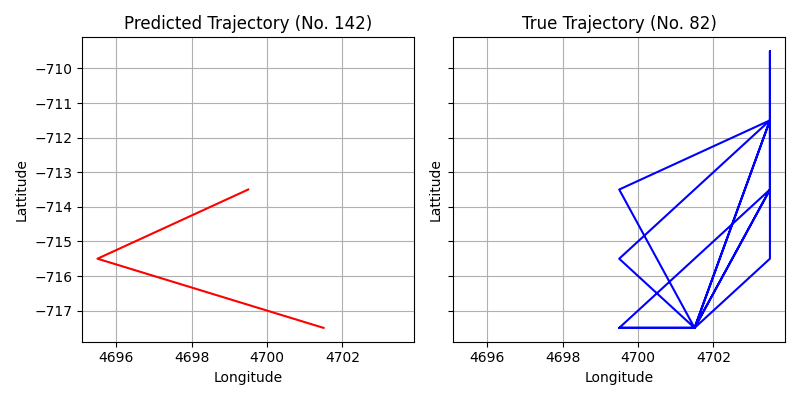 Predicted Trajectory (No. 142)
−710
−711
−712
−713
−714
−715
−716
−717
Lattitude
4696 4698 4700 4702
Longitude
True Trajectory (No. 82)
Lattitude
4696 4698 4700 4702
Longitude